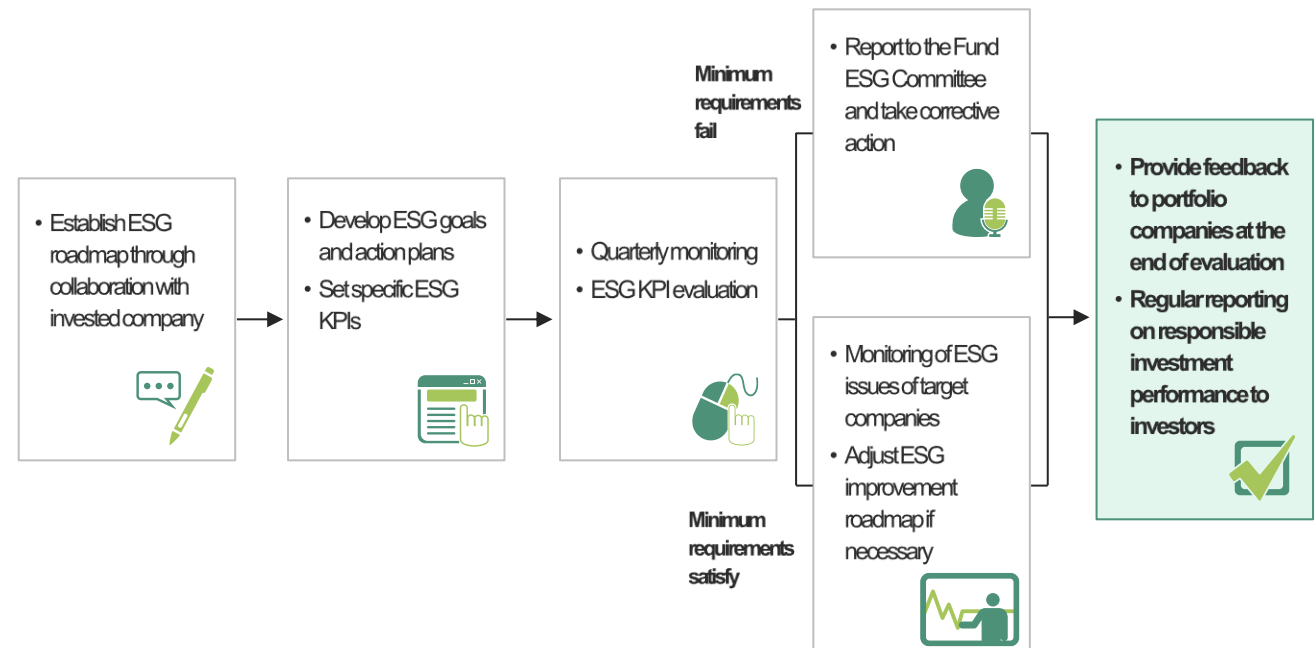 • Establish ESG
roadmap through
collaboration with
invested company
• Develop ESG goals
and action plans
• Set specific ESG
KPIs
• Quarterly monitoring
• ESG KPI evaluation
Minimum
requirements
fail
• Report to the Fund
ESG Committee
and take corrective
action
Minimum
requirements
satisfy
• Monitoring of ESG
issues of target
companies
• Adjust ESG
improvement
roadmap if
necessary
• Provide feedback
to portfolio
companies at the
end of evaluation
• Regular reporting
on responsible
investment
performance to
investors